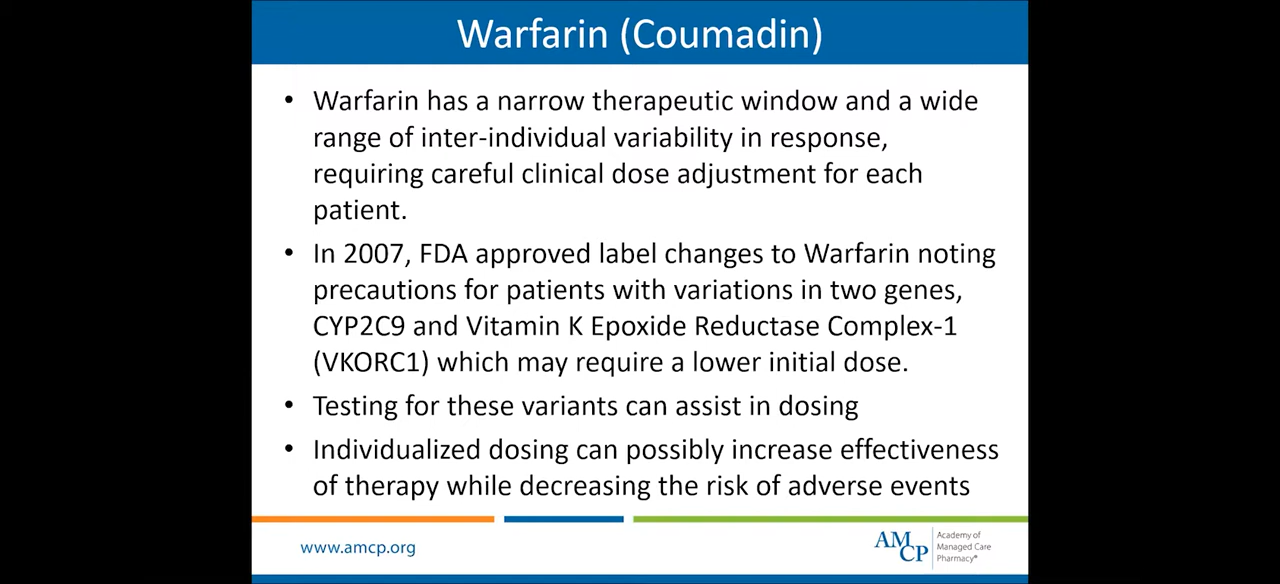 Warfarin (Coumadin)
• Warfarin has a narrow therapeutic window and a wide
range of inter-individual variability in response,
requiring careful clinical dose adjustment for each
patient.
• In 2007, FDA approved label changes to Warfarin noting
precautions for patients with variations in two genes,
CYP2C9 and Vitamin K Epoxide Reductase Complex-1
(VKORC1) which may require a lower initial dose.
• Testing for these variants can assist in dosing
• Individualized dosing can possibly increase effectiveness
of therapy while decreasing the risk of adverse events
www.amcp.org
AMCP
Academy of
Managed Care
Pharmacy®